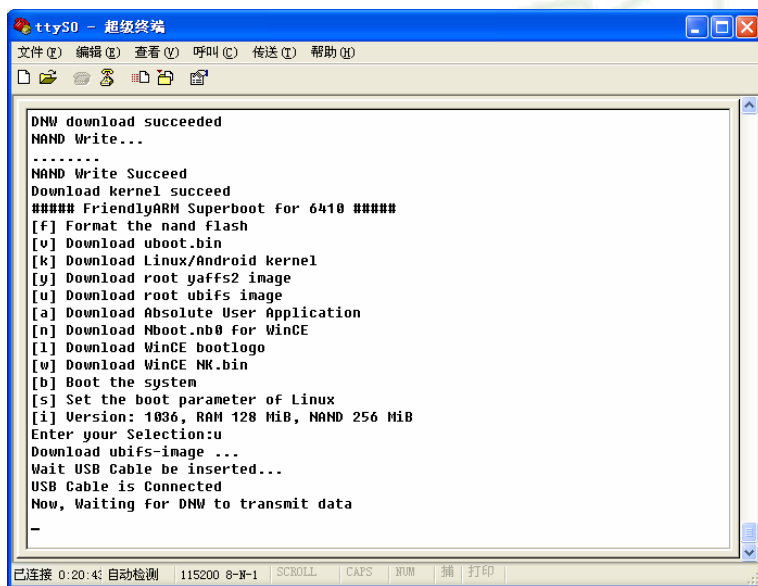 ttyS0 - 超级终端
文件(F) 编辑(E) 查看(V) 呼叫(C) 传送(T) 帮助(H)
DNW download succeeded
NAND Write...
........
NAND Write Succeed
Download kernel succeed
##### FriendlyARM Superboot for 6410 #####
[f] Format the nand flash
[v] Download uboot.bin
[k] Download Linux/Android kernel
[y] Download root yaffs2 image
[u] Download root ubifs image
[a] Download Absolute User Application
[n] Download Nboot.nb0 for WinCE
[l] Download WinCE bootlogo
[w] Download WinCE NK.bin
[b] Boot the system
[s] Set the boot parameter of Linux
[i] Version: 1036, RAM 128 MiB, NAND 256 MiB
Enter your Selection:u
Download ubifs-image ...
Wait USB Cable be inserted...
USB Cable is Connected
Now, Waiting for DNW to transmit data
_
已连接 0:20:43 自动检测 115200 8-N-1 SCROLL CAPS NUM 捕 打印